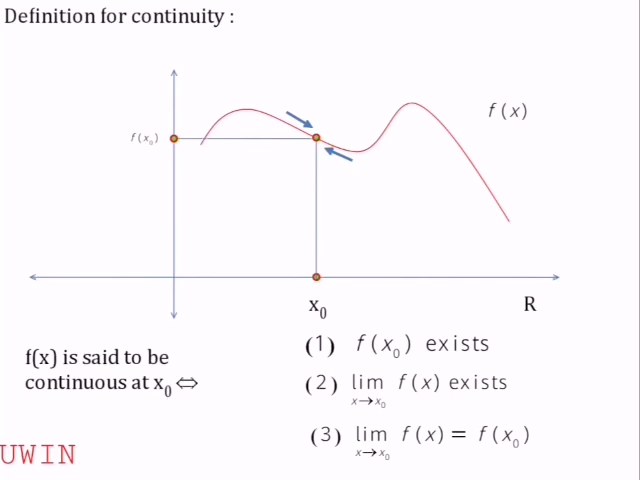 Definition for continuity :
f(x)
f(x₀)
x₀
R
f(x) is said to be
continuous at x₀ ⇔
(1) f(x₀) exists
(2) lim f(x) exists
x→x₀
(3) lim f(x) = f(x₀)
x→x₀
UWIN